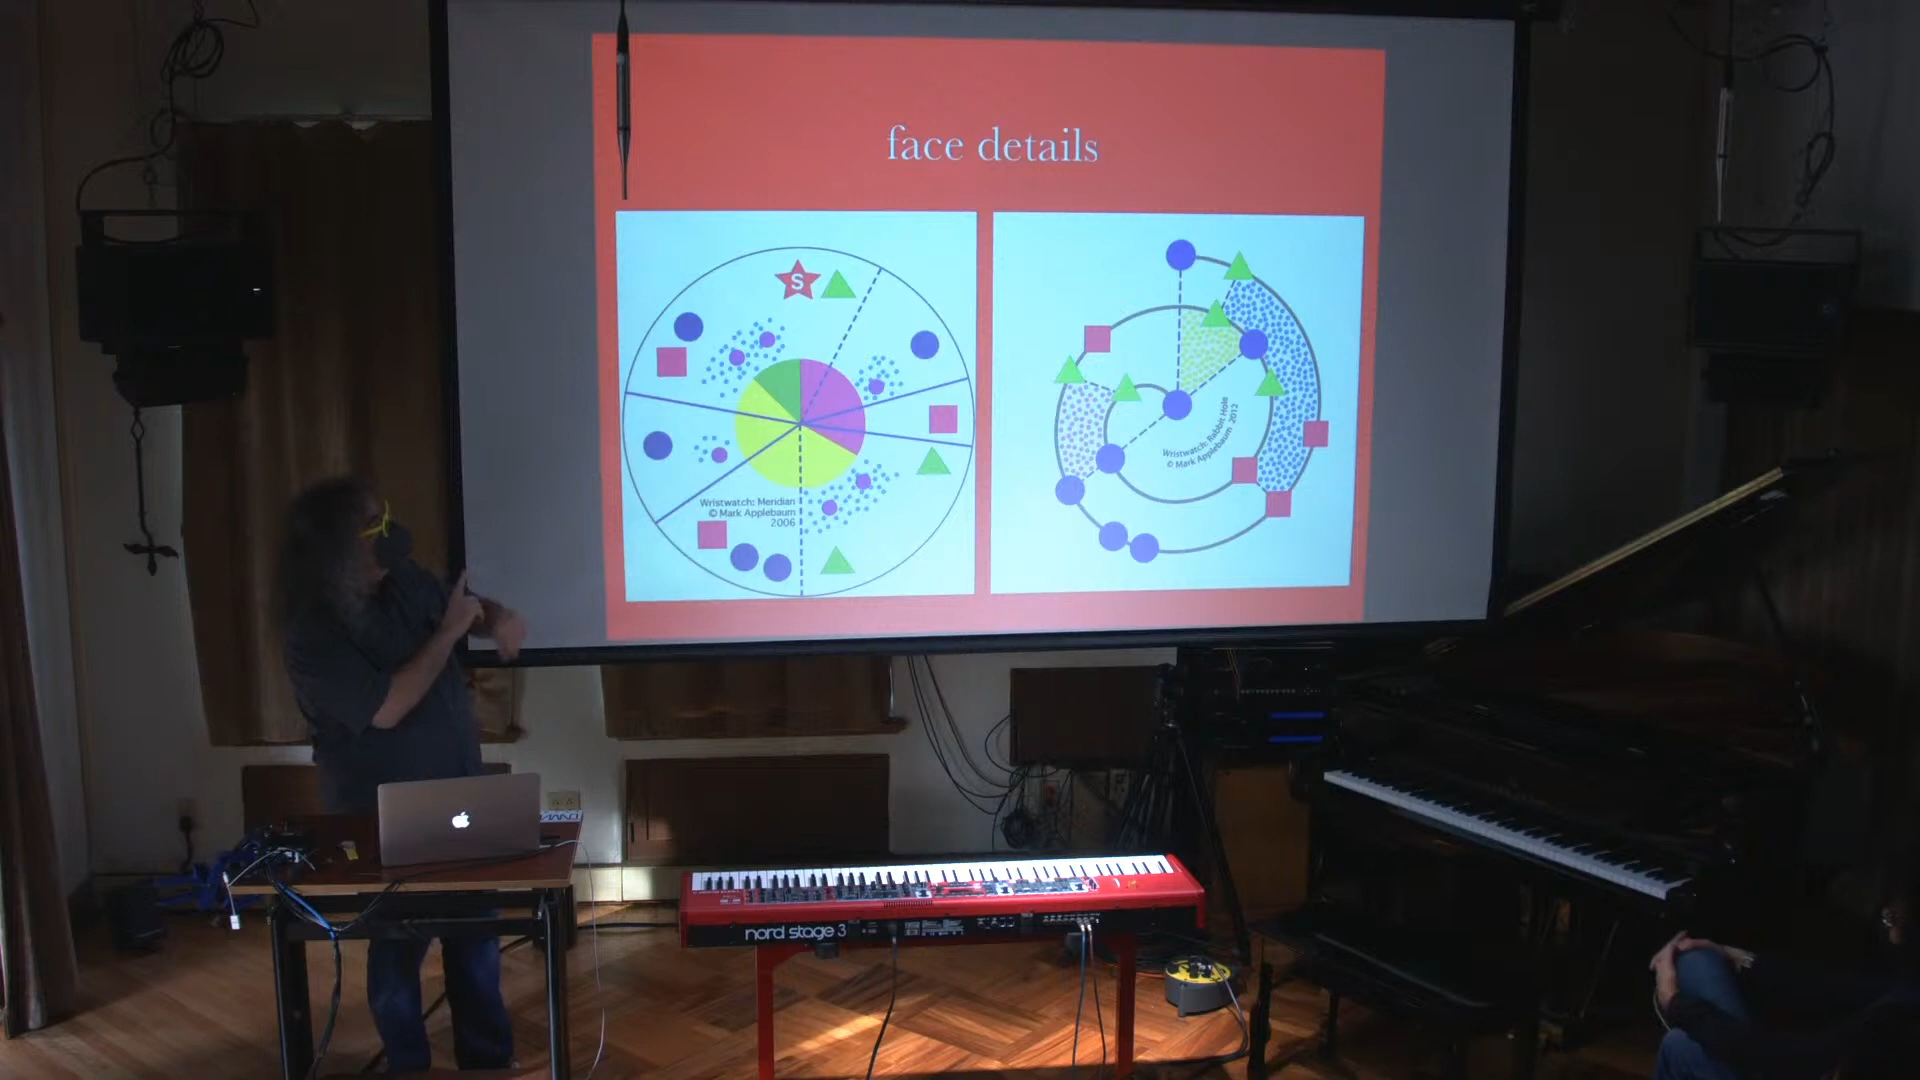 face details
S
Wristwatch: Meridian
© Mark Applebaum
2006
Wristwatch: Rabbit Hole
© Mark Applebaum 2012
nord stage 3